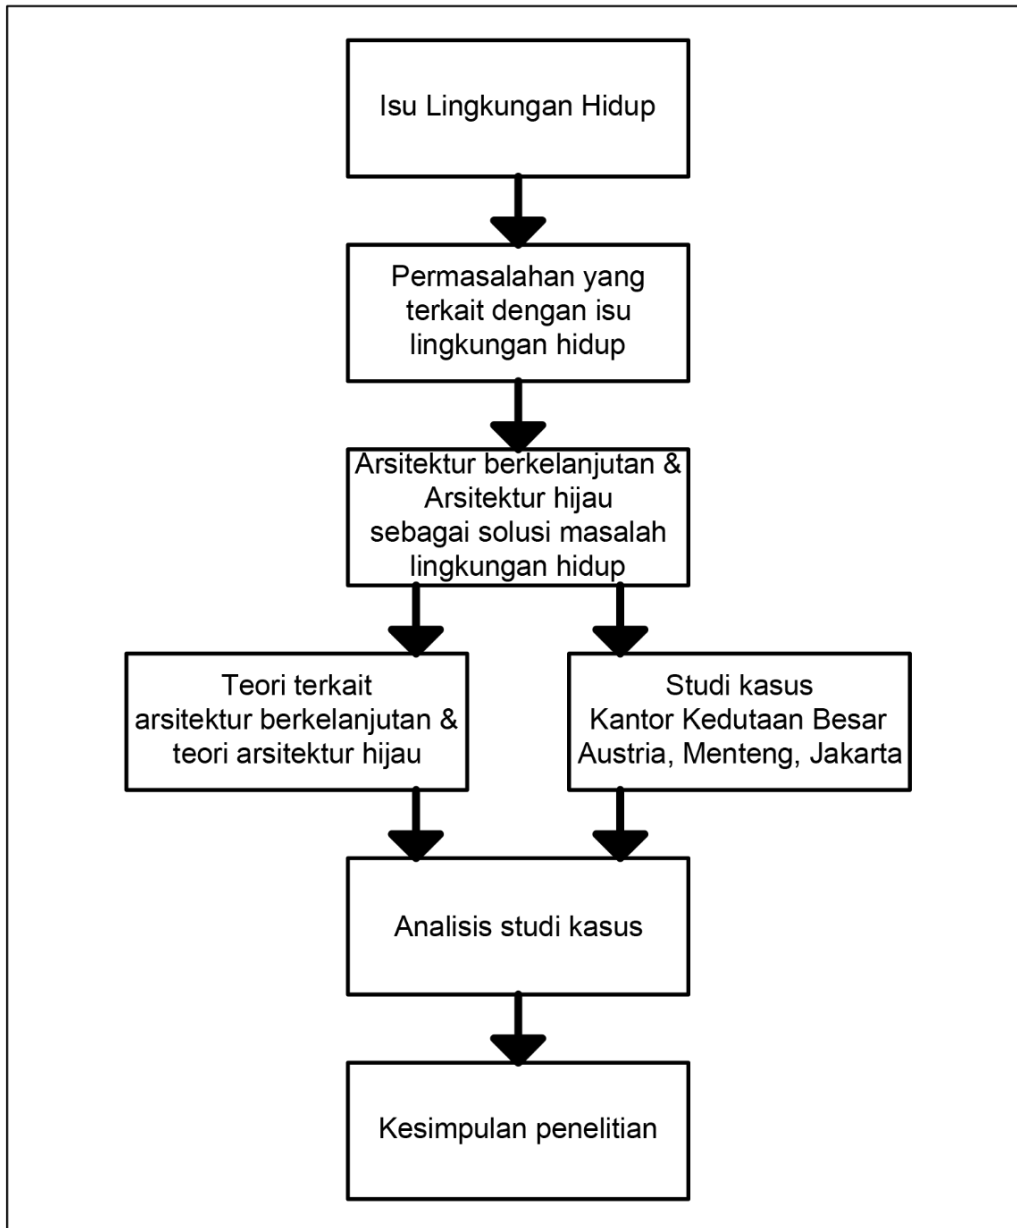 Isu Lingkungan Hidup
Permasalahan yang
terkait dengan isu
lingkungan hidup
Arsitektur berkelanjutan &
Arsitektur hijau
sebagai solusi masalah
lingkungan hidup
Teori terkait
arsitektur berkelanjutan &
teori arsitektur hijau
Studi kasus
Kantor Kedutaan Besar
Austria, Menteng, Jakarta
Analisis studi kasus
Kesimpulan penelitian